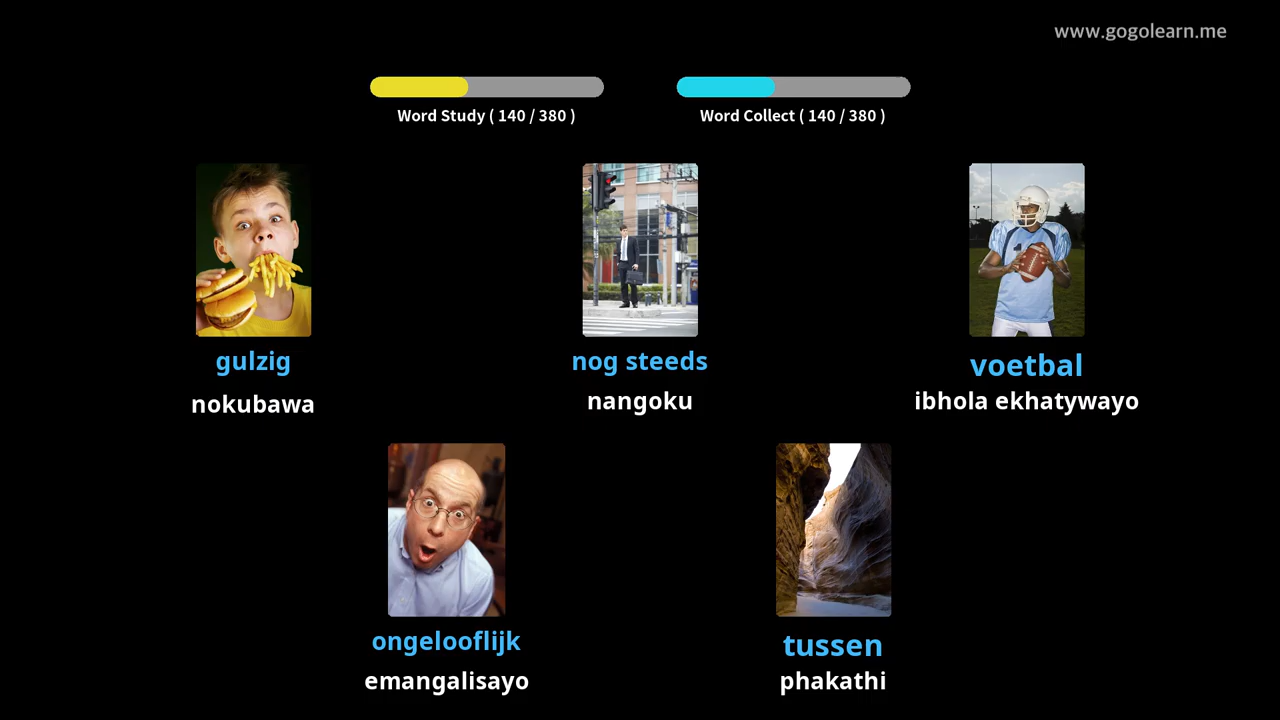 www.gogolearn.me
Word Study ( 140 / 380 )
Word Collect ( 140 / 380 )
gulzig
nokubawa
nog steeds
nangoku
voetbal
ibhola ekhatywayo
ongelooflijk
emangalisayo
tussen
phakathi